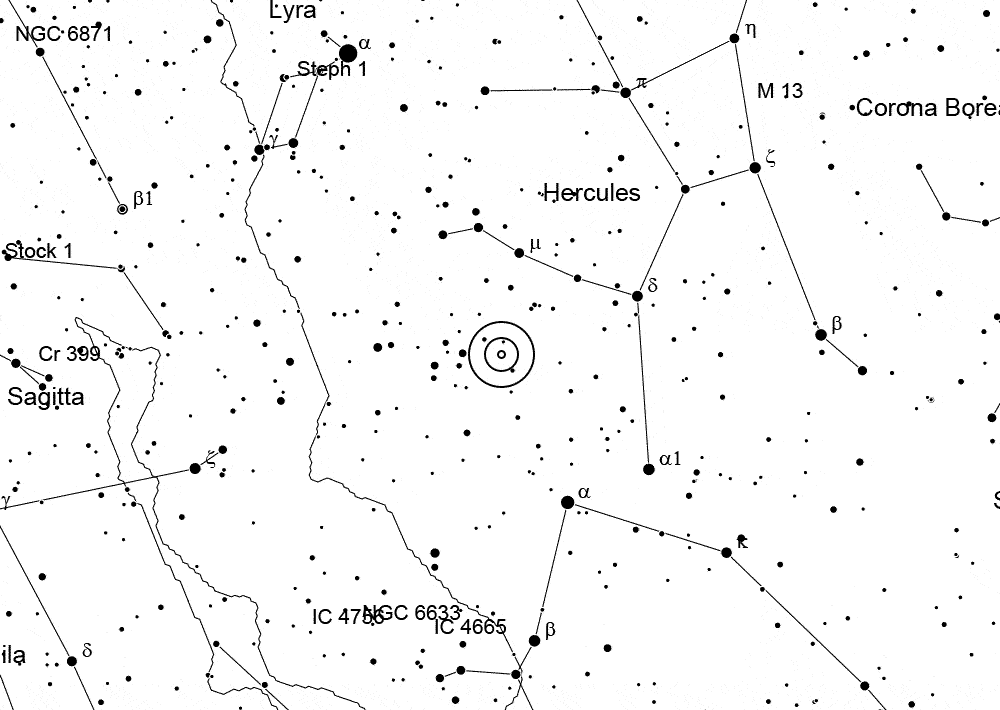 Lyra
η
NGC 6871
α
Steph 1
π
M 13
Corona Borea
γ
ζ
Hercules
β1
μ
Stock 1
δ
β
Cr 399
Sagitta
ζ
α1
γ
α
S
κ
IC 4756
NGC 6633
IC 4665
β
δ
ila